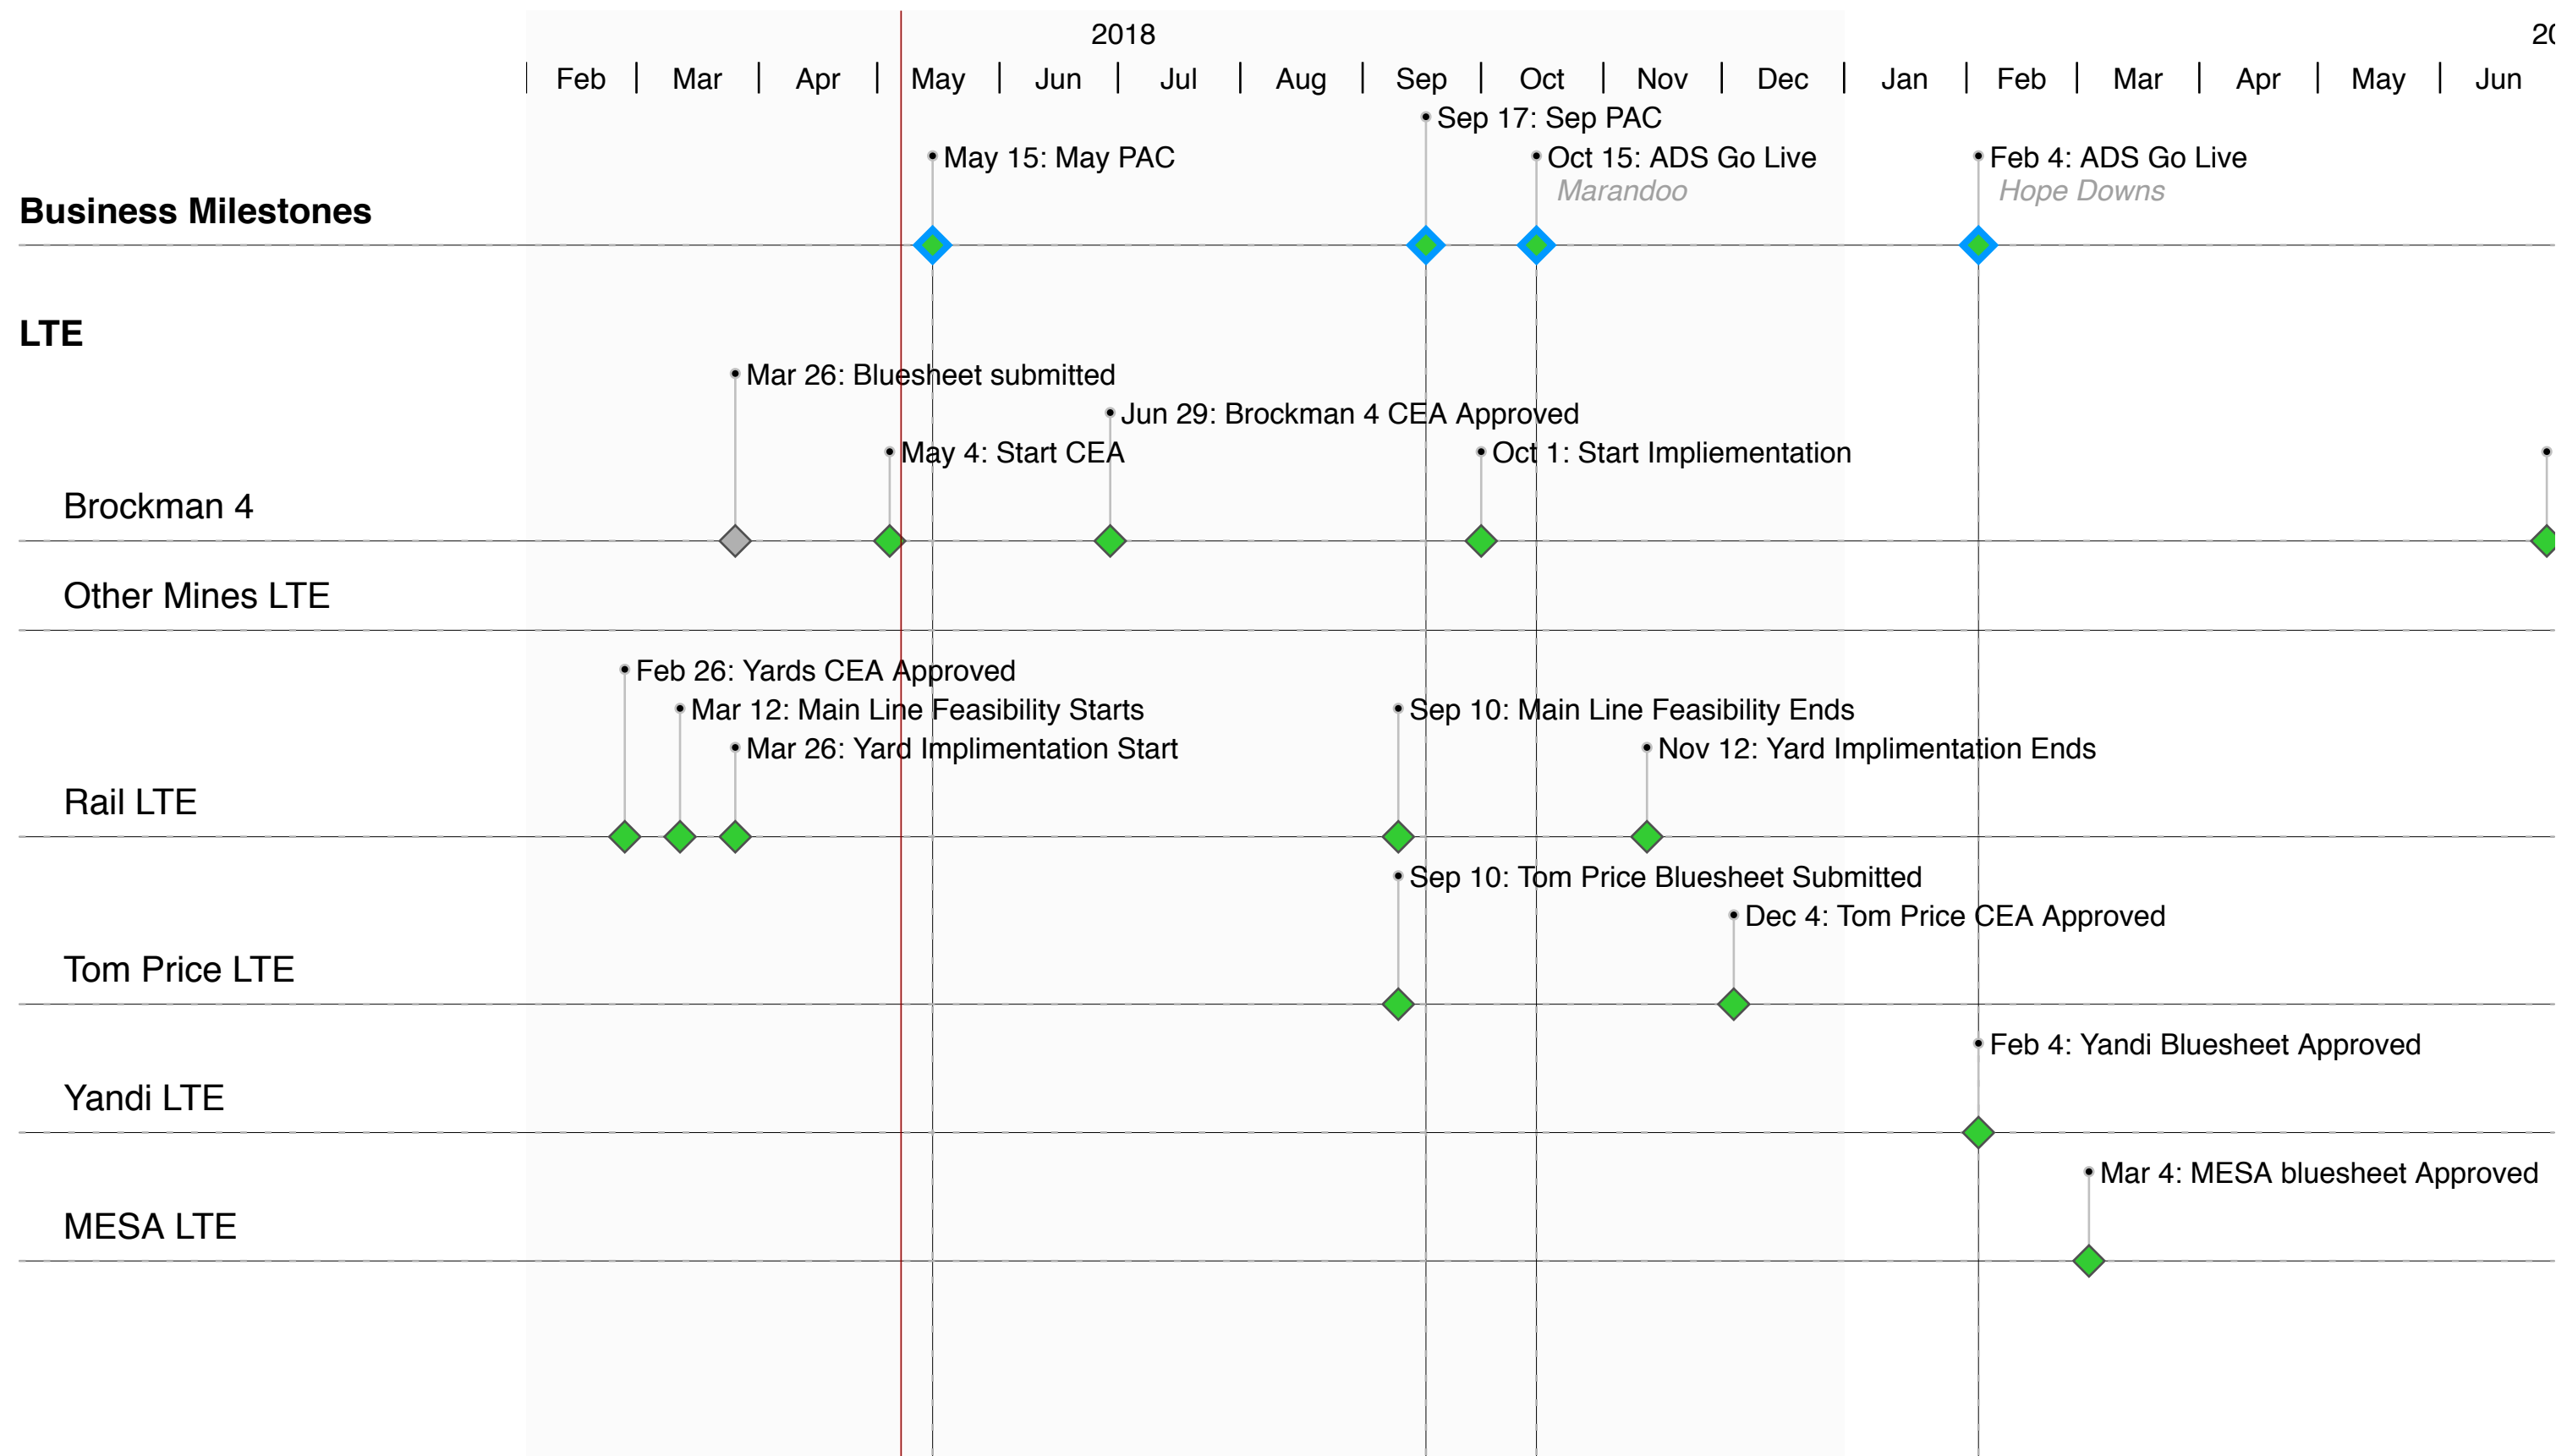 2018
20
Feb Mar Apr May Jun Jul Aug Sep Oct Nov Dec Jan Feb Mar Apr May Jun
Sep 17: Sep PAC
May 15: May PAC
Oct 15: ADS Go Live
Marandoo
Feb 4: ADS Go Live
Hope Downs
Business Milestones
LTE
Mar 26: Bluesheet submitted
Jun 29: Brockman 4 CEA Approved
May 4: Start CEA
Oct 1: Start Impliementation
Brockman 4
Other Mines LTE
Feb 26: Yards CEA Approved
Mar 12: Main Line Feasibility Starts
Sep 10: Main Line Feasibility Ends
Mar 26: Yard Implimentation Start
Nov 12: Yard Implimentation Ends
Rail LTE
Sep 10: Tom Price Bluesheet Submitted
Dec 4: Tom Price CEA Approved
Tom Price LTE
Feb 4: Yandi Bluesheet Approved
Yandi LTE
Mar 4: MESA bluesheet Approved
MESA LTE